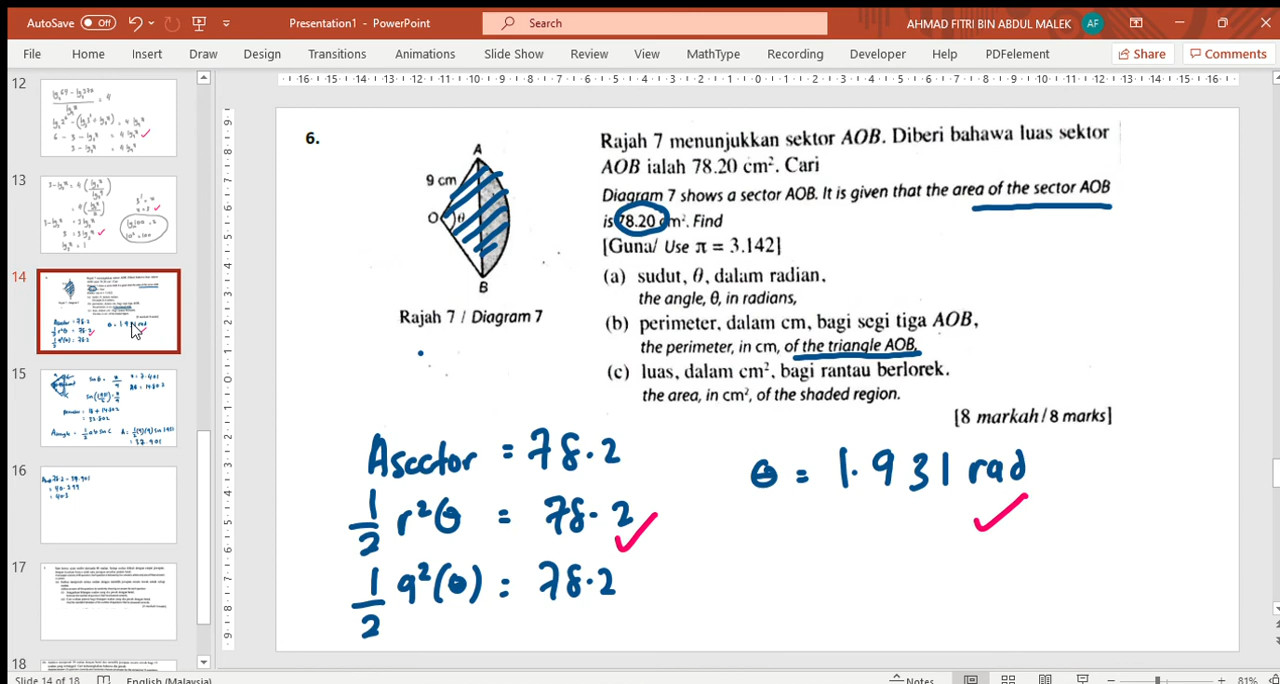 AutoSave Off
Presentation1 - PowerPoint
Search
AHMAD FITRI BIN ABDUL MALEK AF
File Home Insert Draw Design Transitions Animations Slide Show Review View MathType Recording Developer Help PDFelement Share Comments
12
13
14
15
16
17
18
6.
A
9 cm
O θ
B
Rajah 7 / Diagram 7
Rajah 7 menunjukkan sektor AOB. Diberi bahawa luas sektor
AOB ialah 78.20 cm². Cari
Diagram 7 shows a sector AOB. It is given that the area of the sector AOB
is 78.20 cm². Find
[Guna/ Use π = 3.142]
(a) sudut, θ, dalam radian,
the angle, θ, in radians,
(b) perimeter, dalam cm, bagi segi tiga AOB,
the perimeter, in cm, of the triangle AOB,
(c) luas, dalam cm², bagi rantau berlorek.
the area, in cm², of the shaded region.
[8 markah/8 marks]
Asector = 78.2
1/2 r²θ = 78.2
1/2 9²(θ) = 78.2
θ = 1.931 rad
Slide 14 of 18 English (Malaysia) Notes 81%